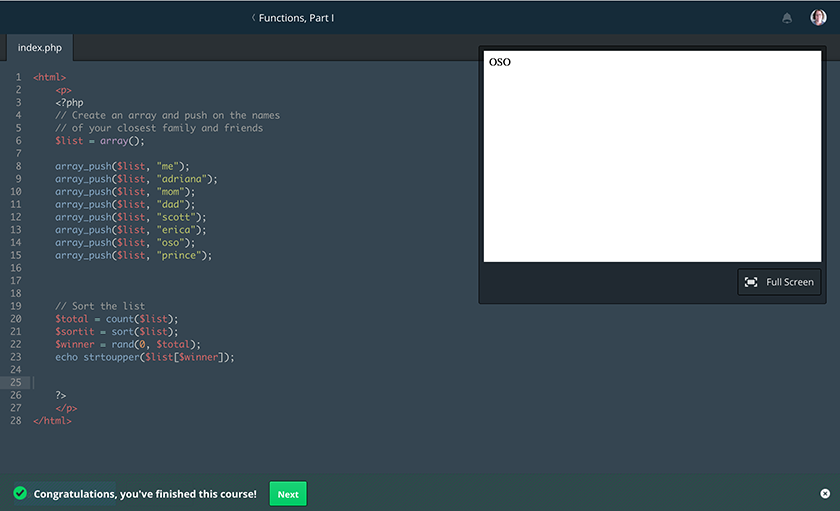 〈 Functions, Part I
index.php
OSO
1 <html>
2 <p>
3 <?php
4 // Create an array and push on the names
5 // of your closest family and friends
6 $list = array();
7
8 array_push($list, "me");
9 array_push($list, "adriana");
10 array_push($list, "mom");
11 array_push($list, "dad");
12 array_push($list, "scott");
13 array_push($list, "erica");
14 array_push($list, "oso");
15 array_push($list, "prince");
16
17
18
19 // Sort the list
20 $total = count($list);
21 $sortit = sort($list);
22 $winner = rand(0, $total);
23 echo strtoupper($list[$winner]);
24
25
26 ?>
27 </p>
28 </html>
Full Screen
Congratulations, you've finished this course!
Next